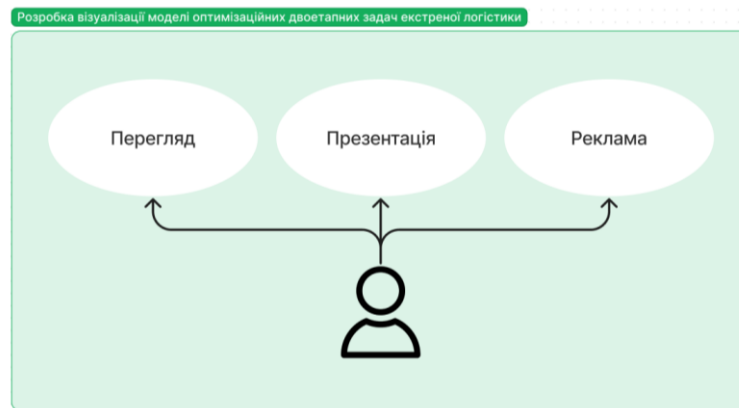 Розробка візуалізації моделі оптимізаційних двоетапних задач екстреної логістики
Перегляд
Презентація
Реклама